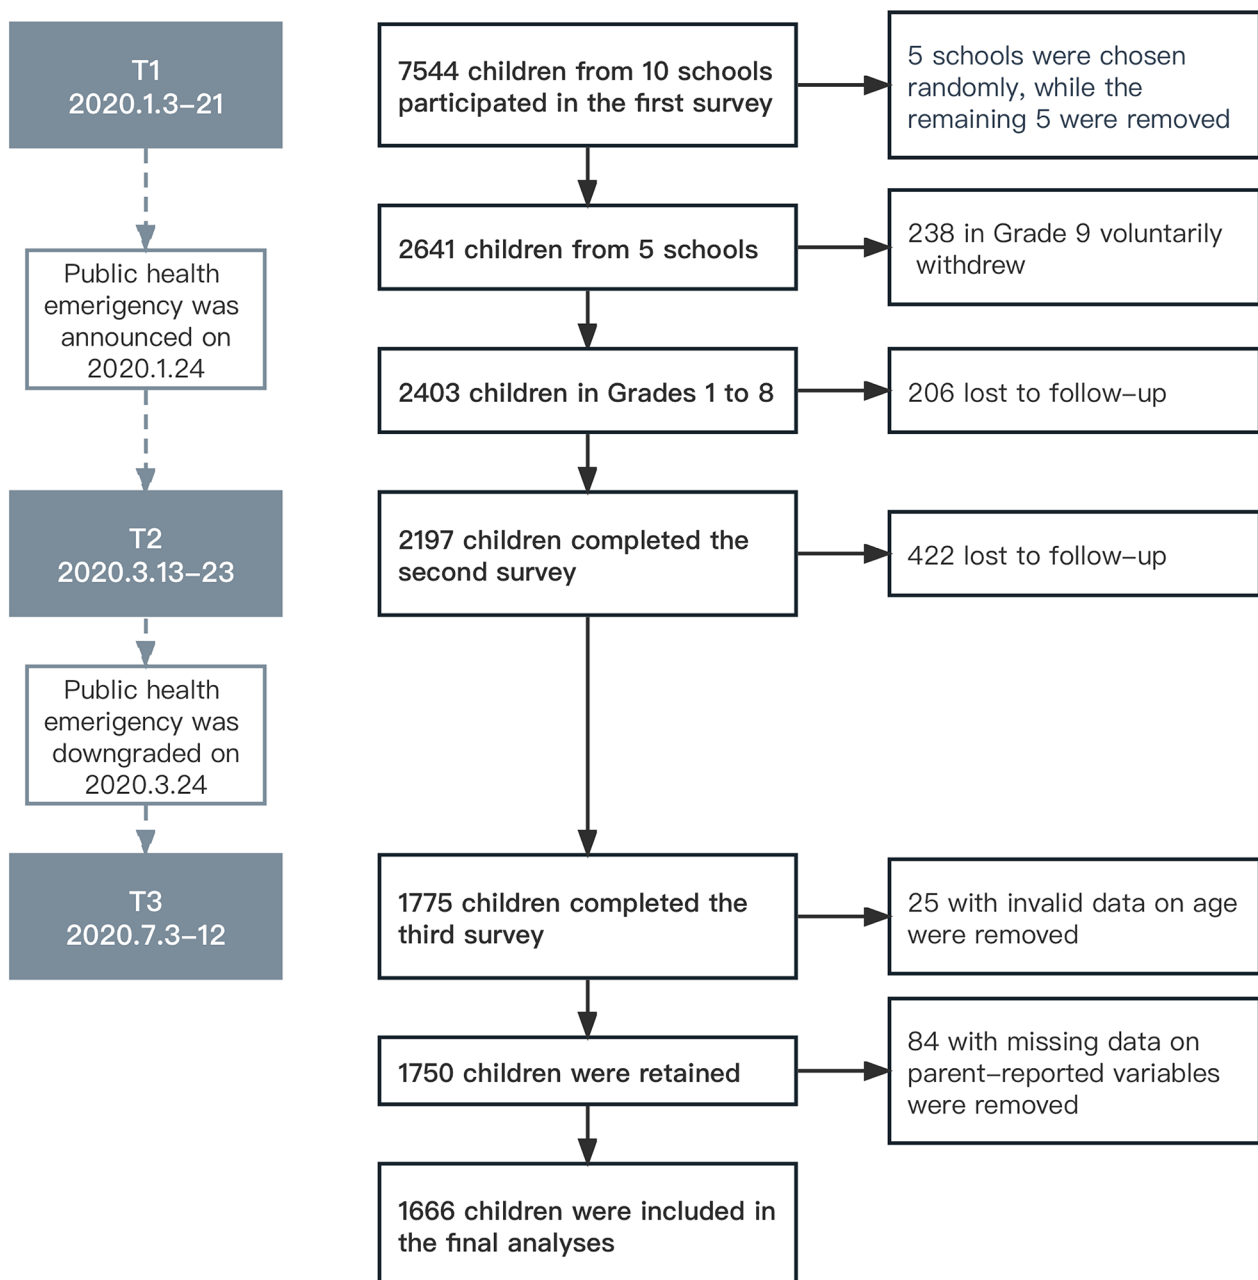 T1
2020.1.3–21
7544 children from 10 schools
participated in the first survey
5 schools were chosen
randomly, while the
remaining 5 were removed
2641 children from 5 schools
238 in Grade 9 voluntarily
withdrew
Public health
emerigency was
announced on
2020.1.24
2403 children in Grades 1 to 8
206 lost to follow–up
T2
2020.3.13–23
2197 children completed the
second survey
422 lost to follow–up
Public health
emerigency was
downgraded on
2020.3.24
T3
2020.7.3–12
1775 children completed the
third survey
25 with invalid data on age
were removed
1750 children were retained
84 with missing data on
parent–reported variables
were removed
1666 children were included in
the final analyses